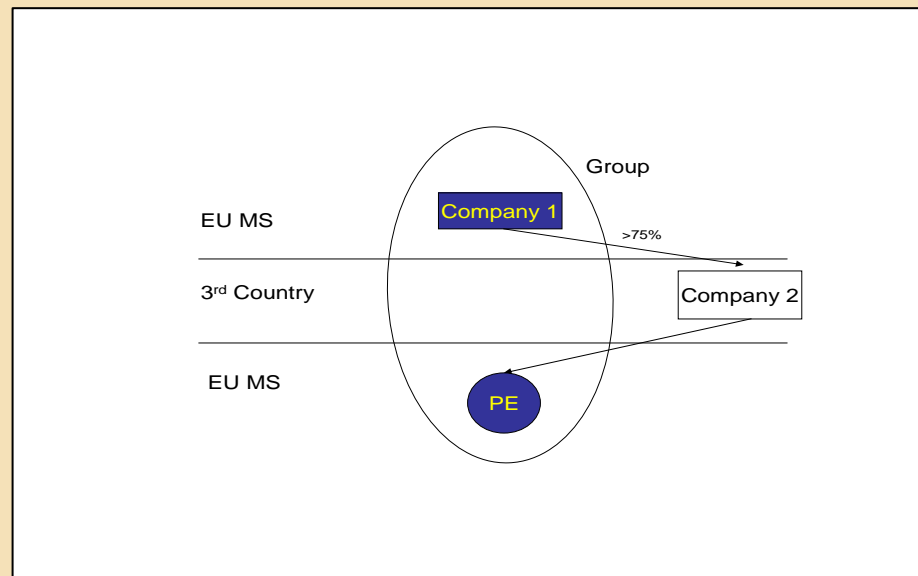 Group
Company 1
EU MS
>75%
3rd Country
Company 2
EU MS
PE